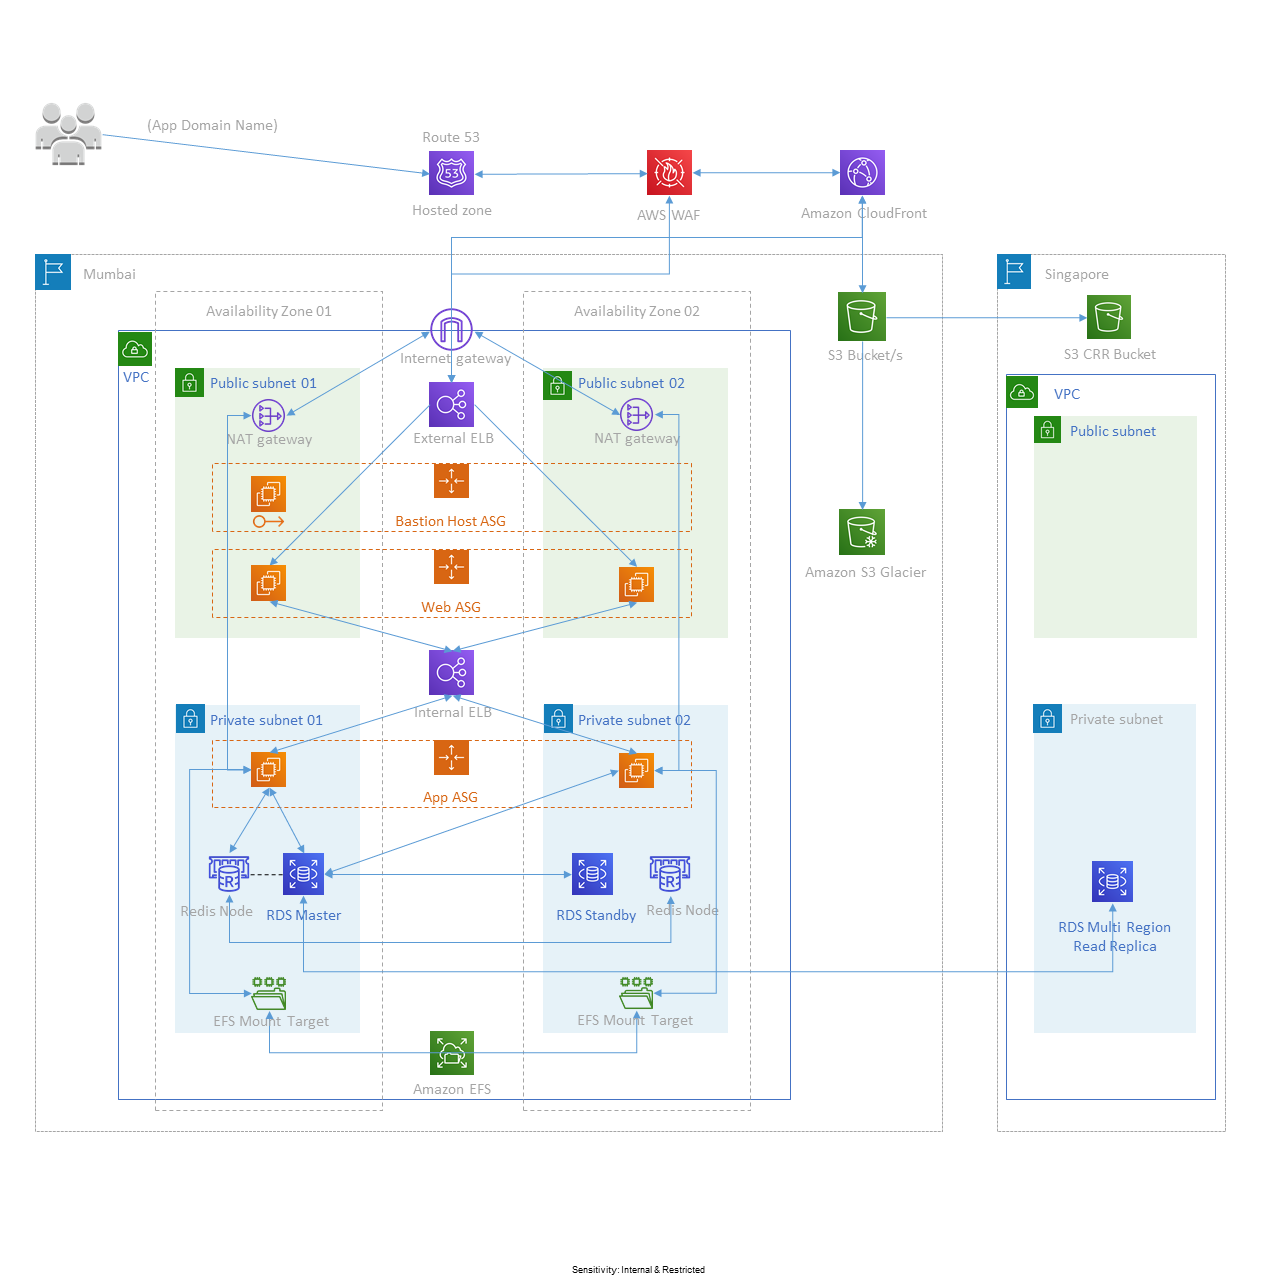 (App Domain Name)
Route 53
53
Hosted zone
AWS WAF
Amazon CloudFront
Mumbai
Singapore
Availability Zone 01
Availability Zone 02
Internet gateway
S3 Bucket/s
S3 CRR Bucket
VPC
Public subnet 01
Public subnet 02
VPC
Public subnet
NAT gateway
External ELB
NAT gateway
Bastion Host ASG
Amazon S3 Glacier
Web ASG
Internal ELB
Private subnet 01
Private subnet 02
Private subnet
App ASG
R
R
Redis Node
RDS Master
RDS Standby
Redis Node
RDS Multi Region
Read Replica
EFS Mount Target
EFS Mount Target
Amazon EFS
Sensitivity: Internal & Restricted